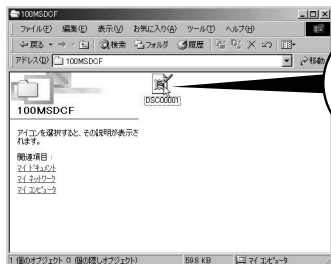 100MSDCF
ファイル(F) 編集(E) 表示(V) お気に入り(A) ツール(T) ヘルプ(H)
戻る 検索 フォルダ 履歴
アドレス(D) 100MSDCF 移動
100MSDCF
DSC00001
アイコンを選択すると、その説明が表示されます。
関連項目:
マイ ドキュメント
マイ ネットワーク
マイ コンピュータ
1 個のオブジェクト (1 個の隠しオブジェクト) 598 KB マイ コンピュータ